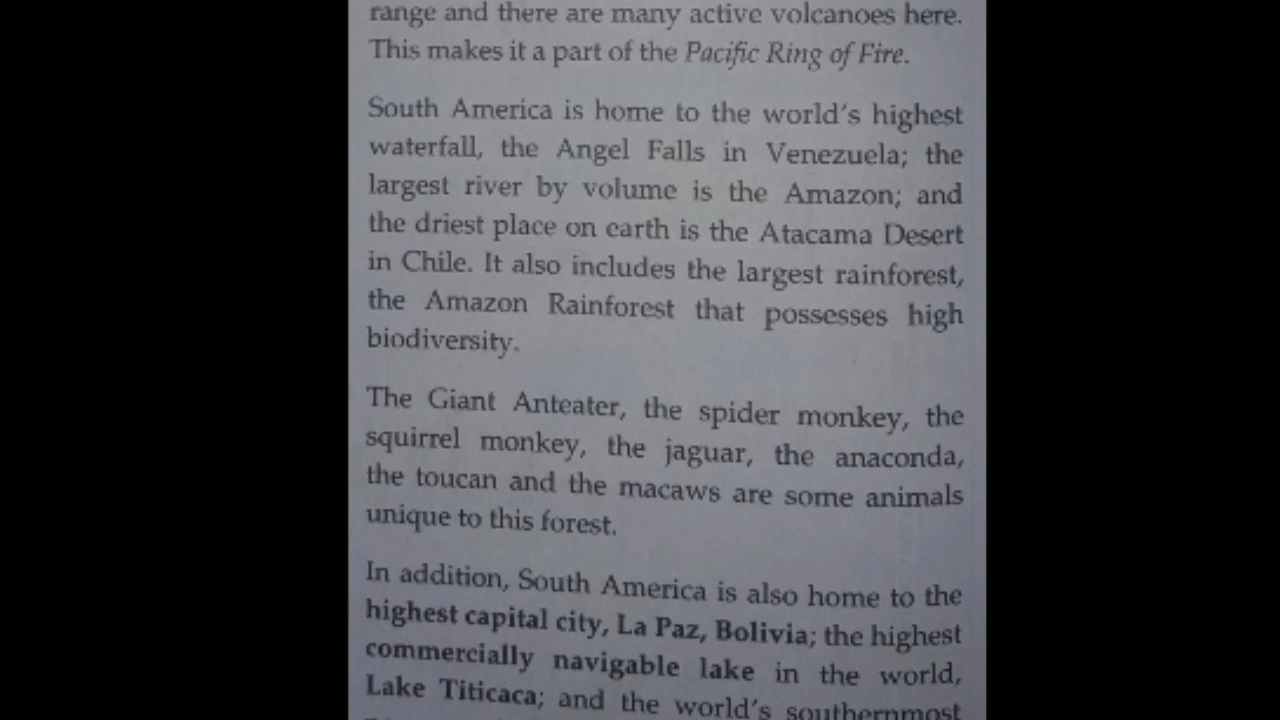 range and there are many active volcanoes here.
This makes it a part of the Pacific Ring of Fire.
South America is home to the world's highest
waterfall, the Angel Falls in Venezuela; the
largest river by volume is the Amazon; and
the driest place on earth is the Atacama Desert
in Chile. It also includes the largest rainforest,
the Amazon Rainforest that possesses high
biodiversity.
The Giant Anteater, the spider monkey, the
squirrel monkey, the jaguar, the anaconda,
the toucan and the macaws are some animals
unique to this forest.
In addition, South America is also home to the
highest capital city, La Paz, Bolivia; the highest
commercially navigable lake in the world,
Lake Titicaca; and the world's southernmost